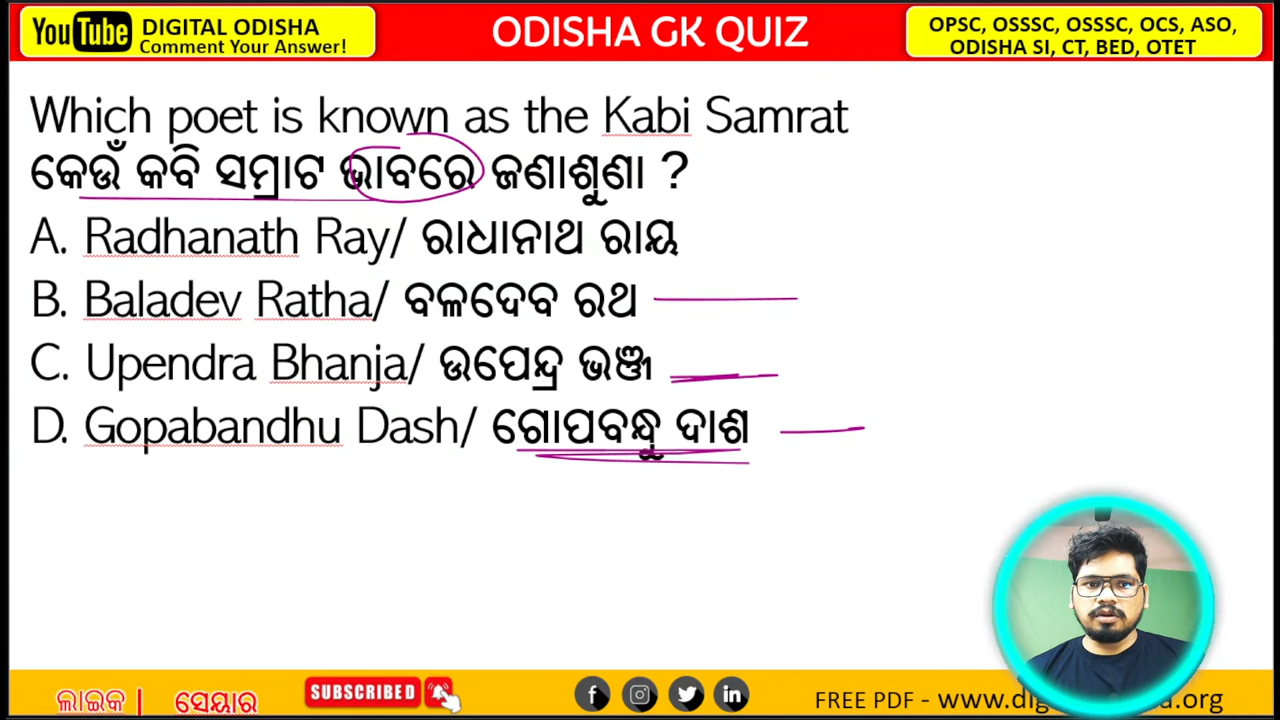 YouTube DIGITAL ODISHA
Comment Your Answer!
ODISHA GK QUIZ
OPSC, OSSSC, OSSSC, OCS, ASO,
ODISHA SI, CT, BED, OTET
Which poet is known as the Kabi Samrat
କେଉଁ କବି ସମ୍ରାଟ ଭାବରେ ଜଣାଶୁଣା ?
A. Radhanath Ray/ ରାଧାନାଥ ରାୟ
B. Baladev Ratha/ ବଳଦେବ ରଥ
C. Upendra Bhanja/ ଉପେନ୍ଦ୍ର ଭଞ୍ଜ
D. Gopabandhu Dash/ ଗୋପବନ୍ଧୁ ଦାଶ
ଲାଇକ | ସେୟାର
SUBSCRIBED
FREE PDF -